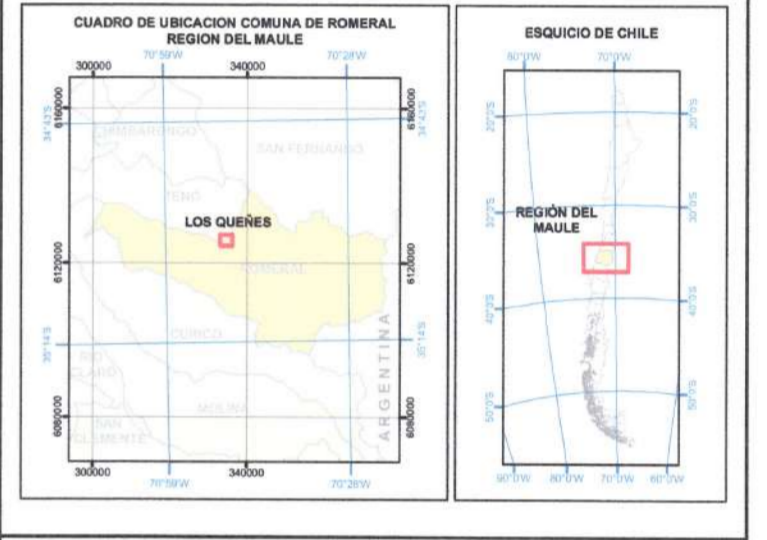 CUADRO DE UBICACION COMUNA DE ROMERAL
REGION DEL MAULE
70°59'W
70°28'W
300000
340000
6160000
6160000
34°43'S
34°43'S
CHIMBARONGO
SAN FERNANDO
TENO
LOS QUEÑES
ROMERAL
6120000
6120000
CURICO
35°14'S
35°14'S
RIO
CLARO
MOLINA
ARGENTINA
SAN
CLEMENTE
6080000
6080000
300000
340000
70°59'W
70°28'W
ESQUICIO DE CHILE
80°0'W
70°0'W
20°0'S
20°0'S
30°0'S
30°0'S
REGIÓN DEL
MAULE
40°0'S
40°0'S
50°0'S
50°0'S
90°0'W
80°0'W
70°0'W
60°0'W